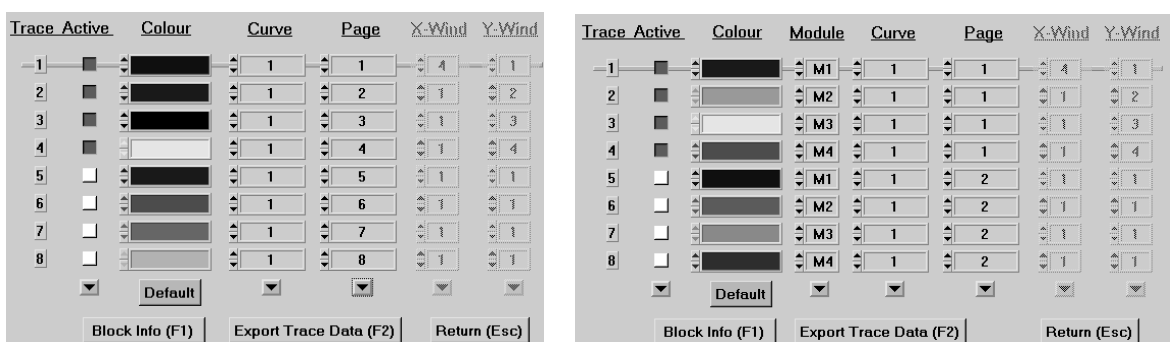 Trace Active Colour Curve Page X-Wind Y-Wind
1 1 1 4 1
2 1 2 1 2
3 1 3 1 3
4 1 4 1 4
5 1 5 1 1
6 1 6 1 1
7 1 7 1 1
8 1 8 1 1
Default
Block Info (F1) Export Trace Data (F2) Return (Esc)
Trace Active Colour Module Curve Page X-Wind Y-Wind
1 M1 1 1 4 1
2 M2 1 1 1 2
3 M3 1 1 1 3
4 M4 1 1 1 4
5 M1 1 2 1 1
6 M2 1 2 1 1
7 M3 1 2 1 1
8 M4 1 2 1 1
Default
Block Info (F1) Export Trace Data (F2) Return (Esc)